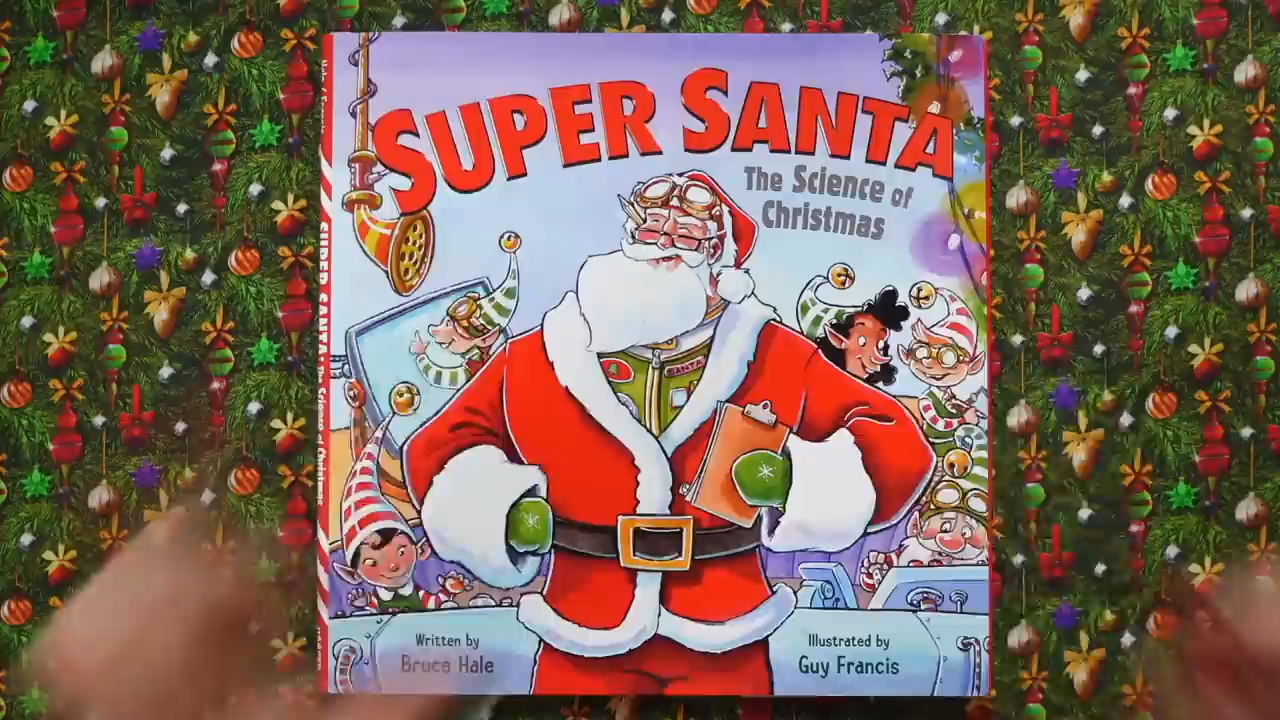 SUPER SANTA
The Science of
Christmas
SANTA
Written by
Bruce Hale
Illustrated by
Guy Francis
SUPER SANTA The Science of Christmas